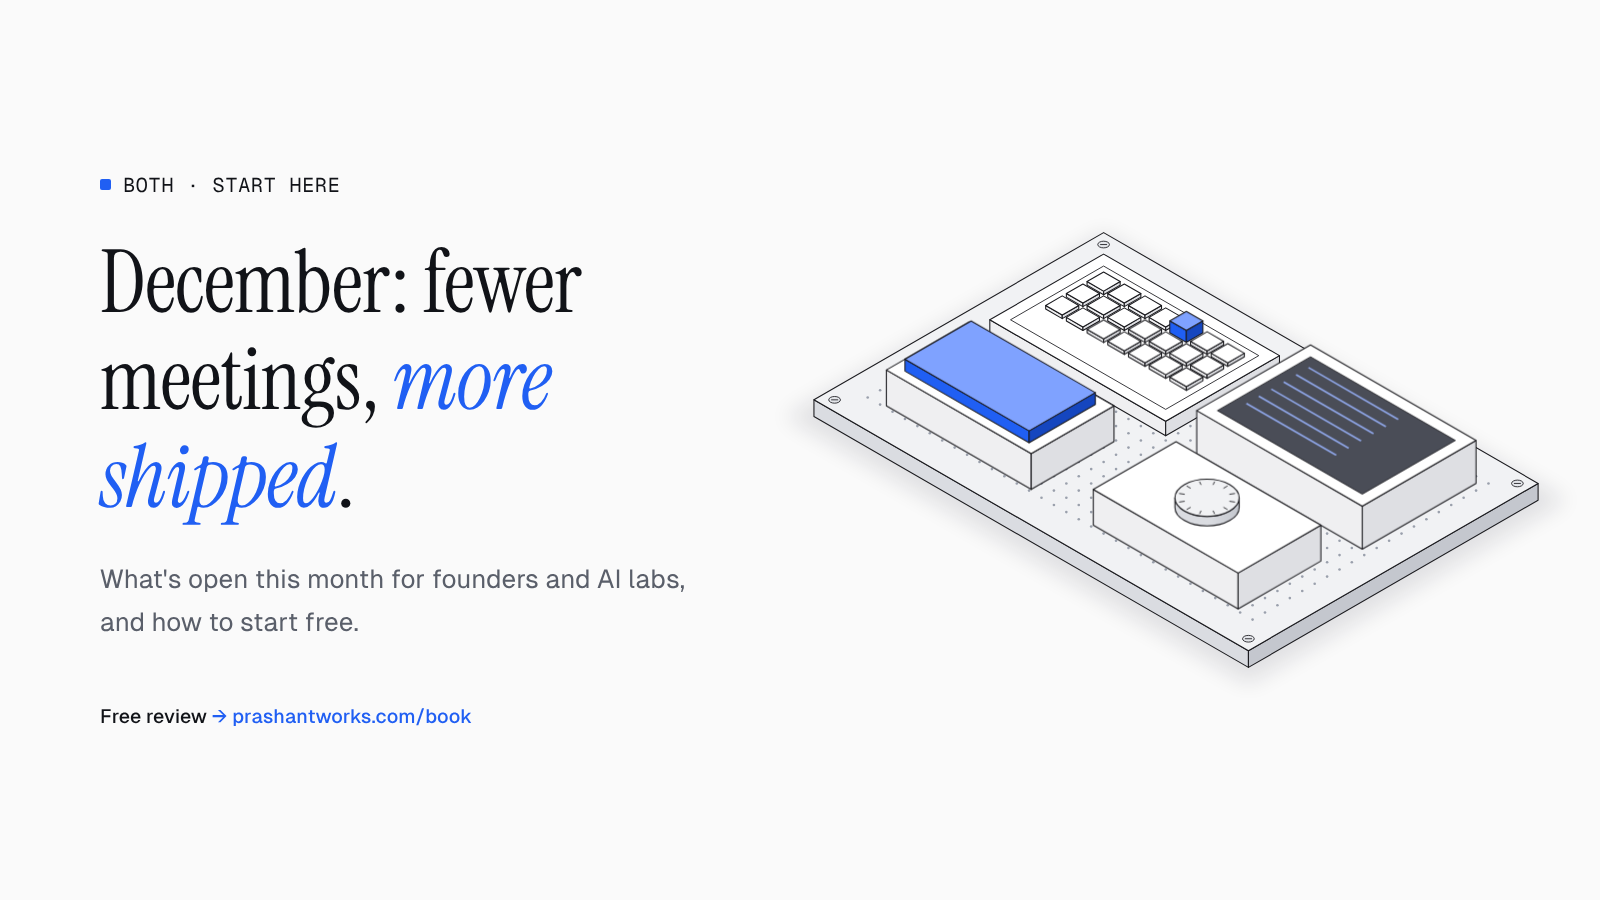 BOTH · START HERE
December: fewer
meetings, more
shipped.
What's open this month for founders and AI labs,
and how to start free.
Free review → prashantworks.com/book